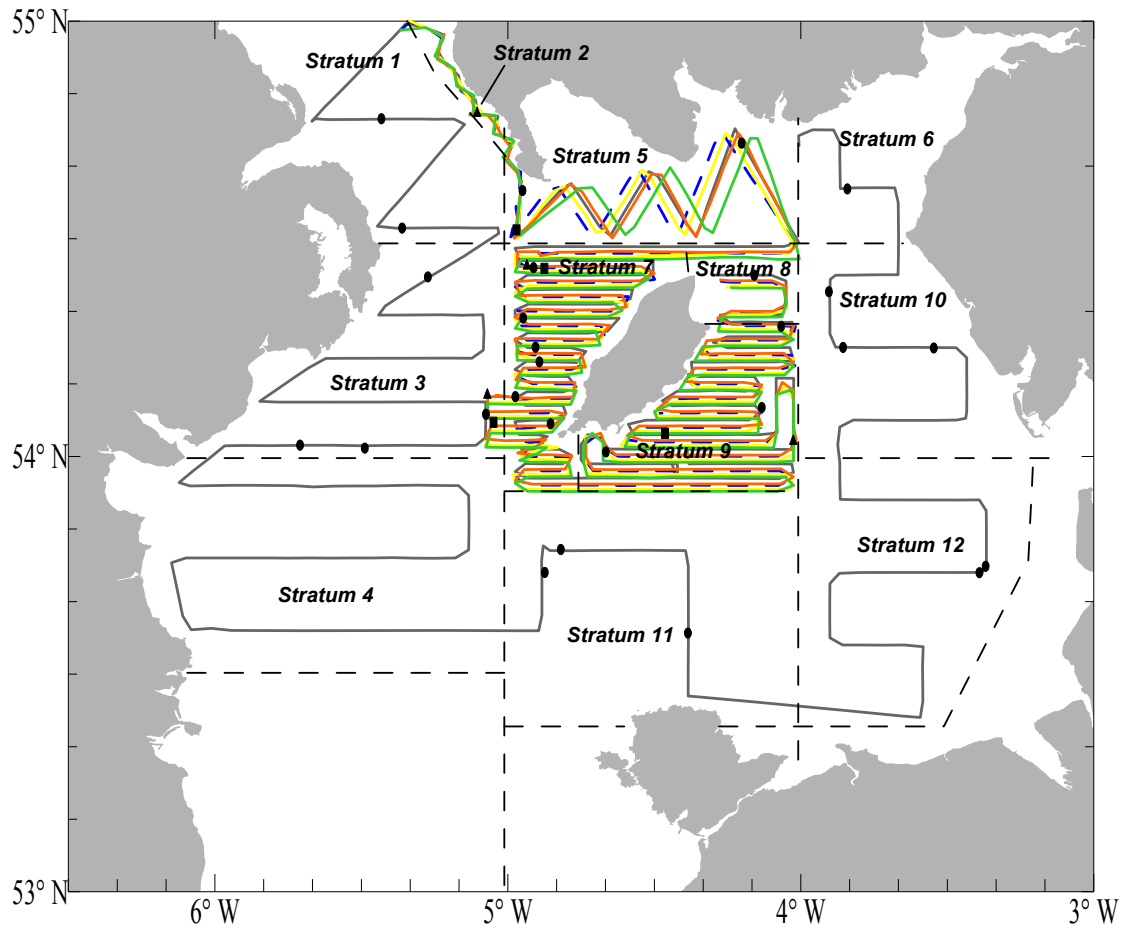 55° N
Stratum 1
Stratum 2
Stratum 5
Stratum 6
Stratum 7
Stratum 8
Stratum 10
Stratum 3
54° N
Stratum 9
Stratum 12
Stratum 4
Stratum 11
53° N
6° W
5° W
4° W
3° W